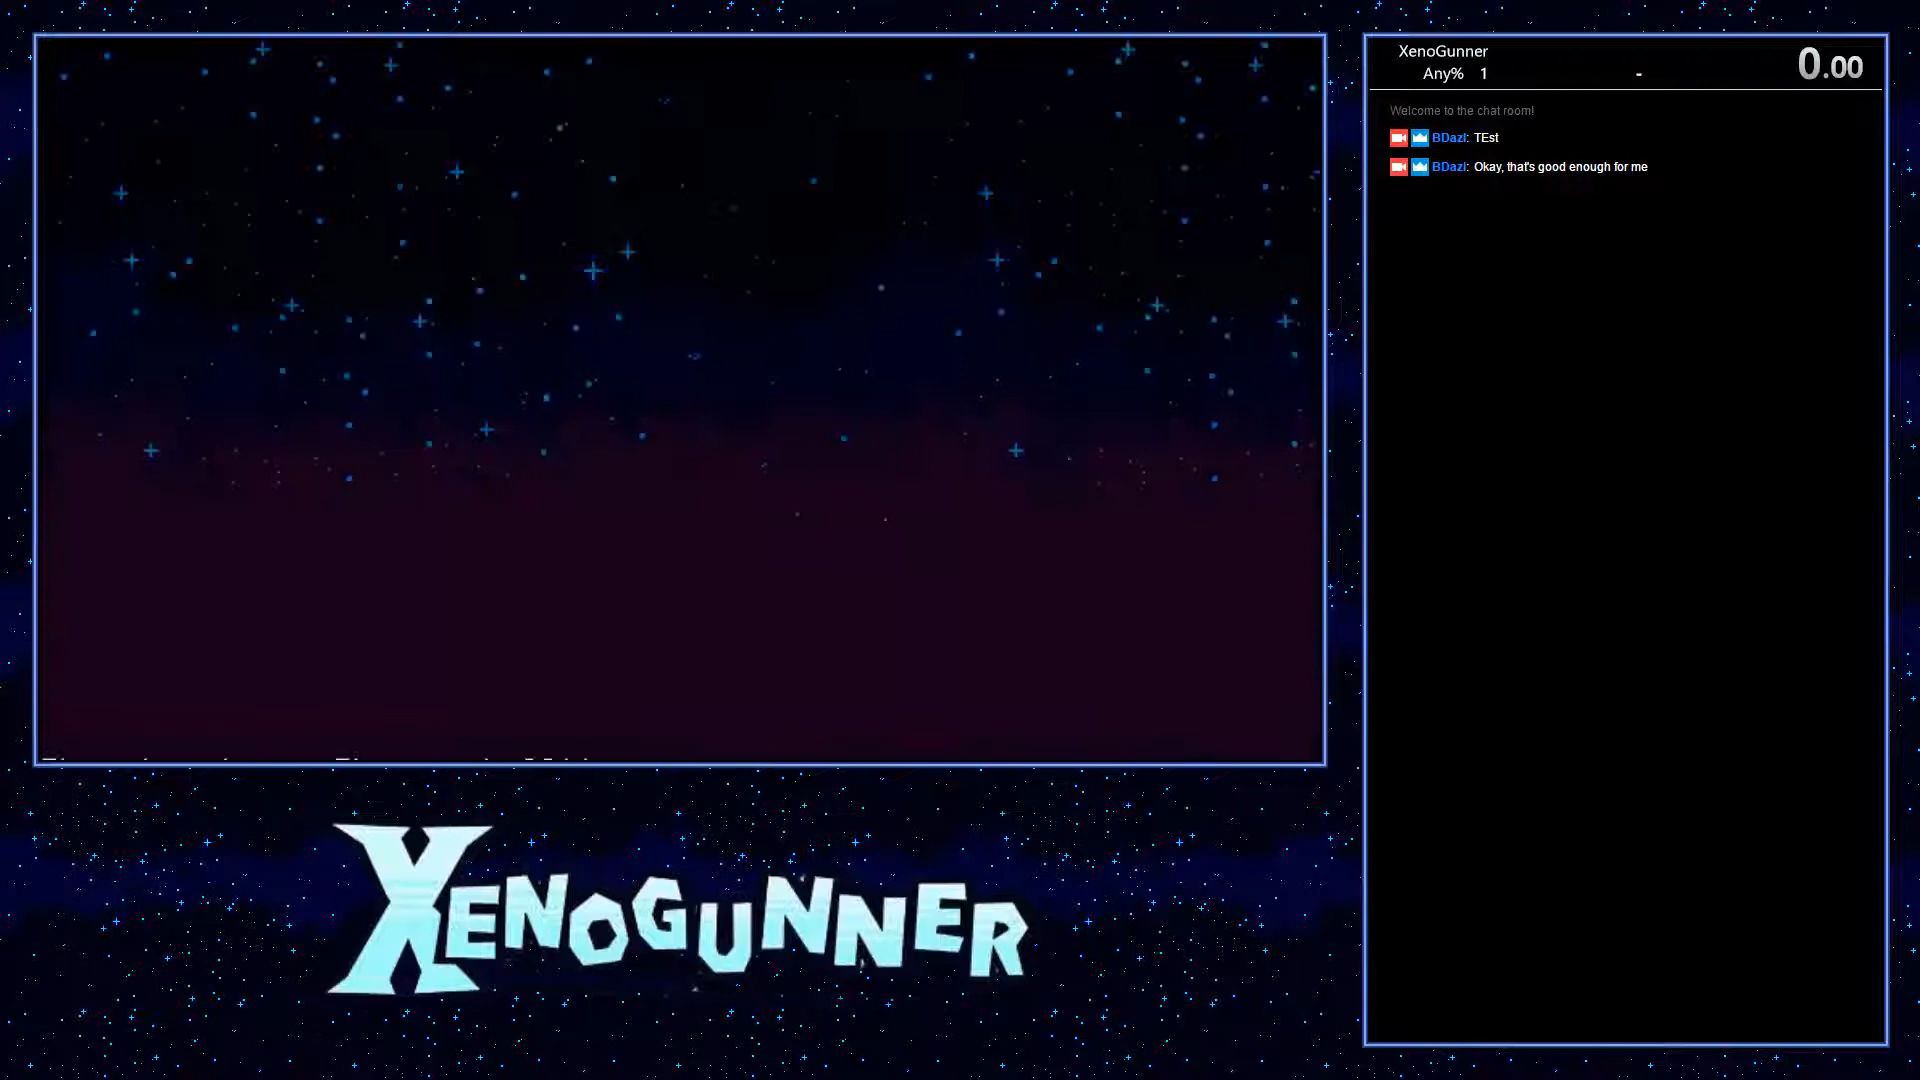 XenoGunner
Any% 1 - 0.00
Welcome to the chat room!
BDazl: TEst
BDazl: Okay, that's good enough for me
XENOGUNNER